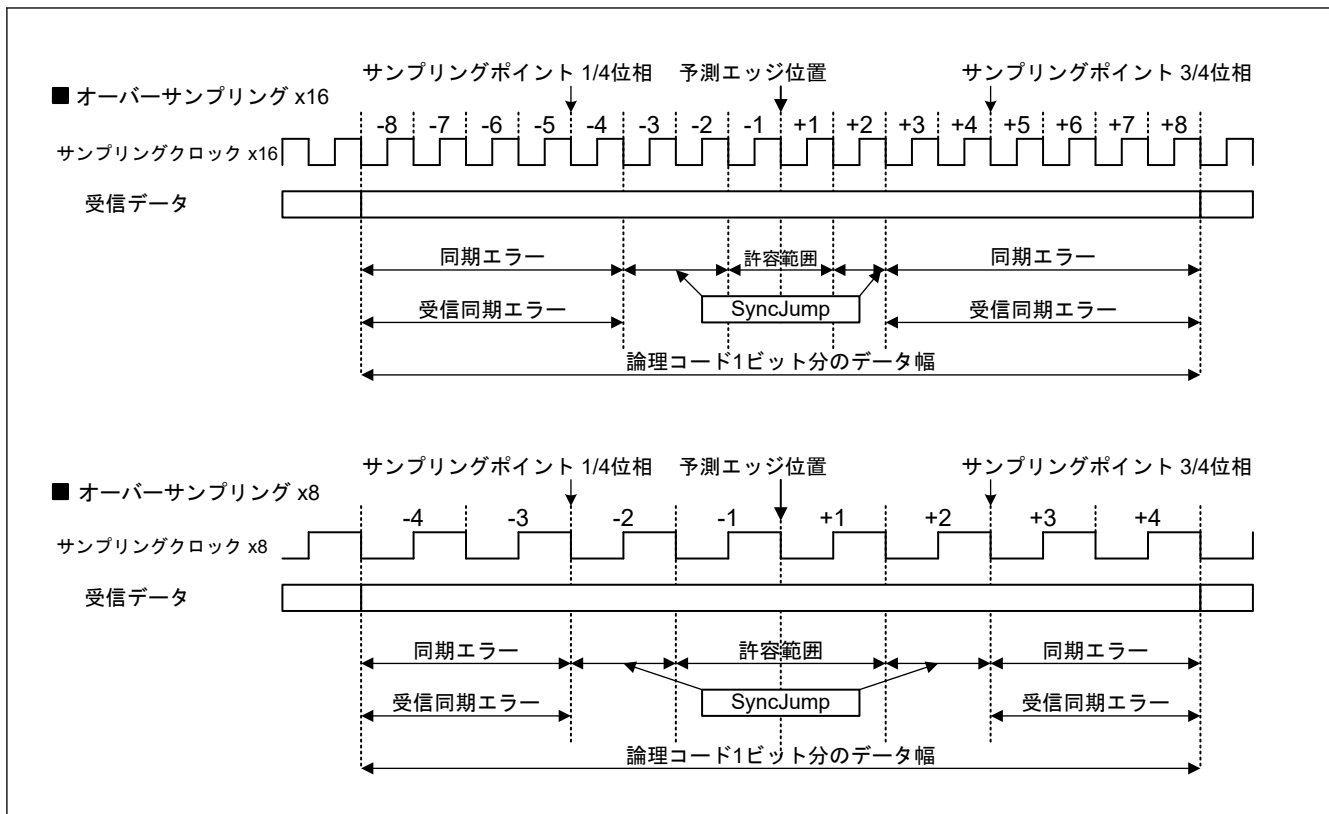 サンプリングポイント 1/4位相 予測エッジ位置 サンプリングポイント 3/4位相
■ オーバーサンプリング x16
-8 -7 -6 -5 -4 -3 -2 -1 +1 +2 +3 +4 +5 +6 +7 +8
サンプリングクロック x16
受信データ
同期エラー 許容範囲 同期エラー
受信同期エラー SyncJump 受信同期エラー
論理コード1ビット分のデータ幅
サンプリングポイント 1/4位相 予測エッジ位置 サンプリングポイント 3/4位相
■ オーバーサンプリング x8
-4 -3 -2 -1 +1 +2 +3 +4
サンプリングクロック x8
受信データ
同期エラー 許容範囲 同期エラー
受信同期エラー SyncJump 受信同期エラー
論理コード1ビット分のデータ幅